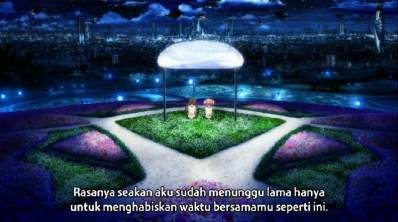 Rasanya seakan aku sudah menunggu lama hanya
untuk menghabiskan waktu bersamamu seperti ini.